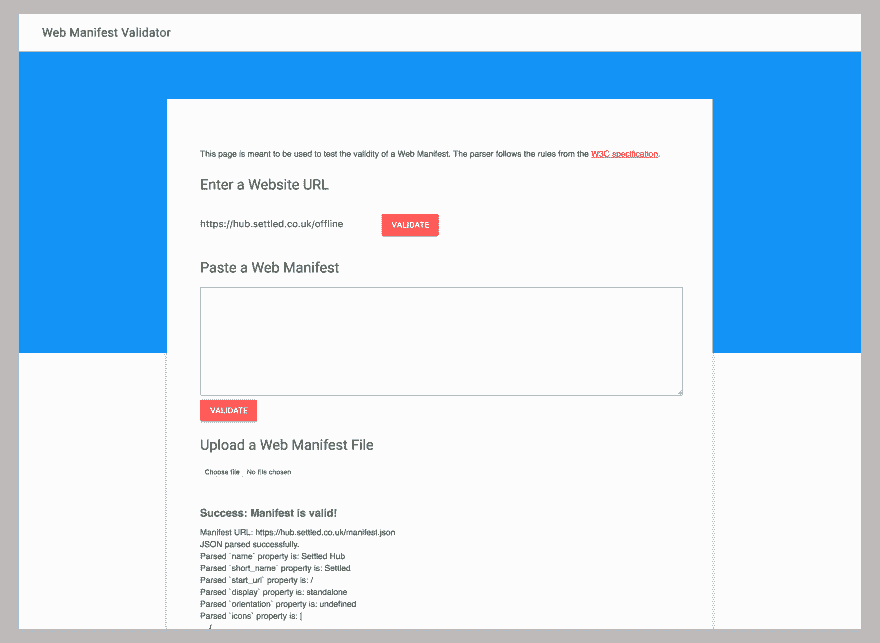 Web Manifest Validator
This page is meant to be used to test the validity of a Web Manifest. The parser follows the rules from the W3C specification.
Enter a Website URL
https://hub.settled.co.uk/offline VALIDATE
Paste a Web Manifest
VALIDATE
Upload a Web Manifest File
Choose file No file chosen
Success: Manifest is valid!
Manifest URL: https://hub.settled.co.uk/manifest.json
JSON parsed successfully.
Parsed `name` property is: Settled Hub
Parsed `short_name` property is: Settled
Parsed `start_url` property is: /
Parsed `display` property is: standalone
Parsed `orientation` property is: undefined
Parsed `icons` property is: [
{